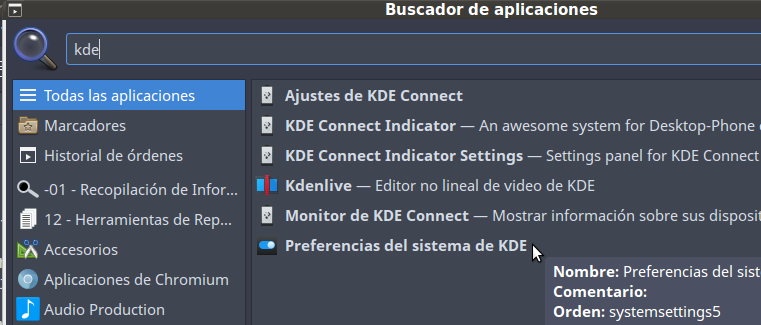 Buscador de aplicaciones
kde
Todas las aplicaciones
Marcadores
Historial de órdenes
-01 - Recopilación de Infor...
12 - Herramientas de Rep...
Accesorios
Aplicaciones de Chromium
Audio Production
Ajustes de KDE Connect
KDE Connect Indicator — An awesome system for Desktop-Phone
KDE Connect Indicator Settings — Settings panel for KDE Connect
Kdenlive — Editor no lineal de video de KDE
Monitor de KDE Connect — Mostrar información sobre sus disposit
Preferencias del sistema de KDE
Nombre: Preferencias del sist
Comentario:
Orden: systemsettings5